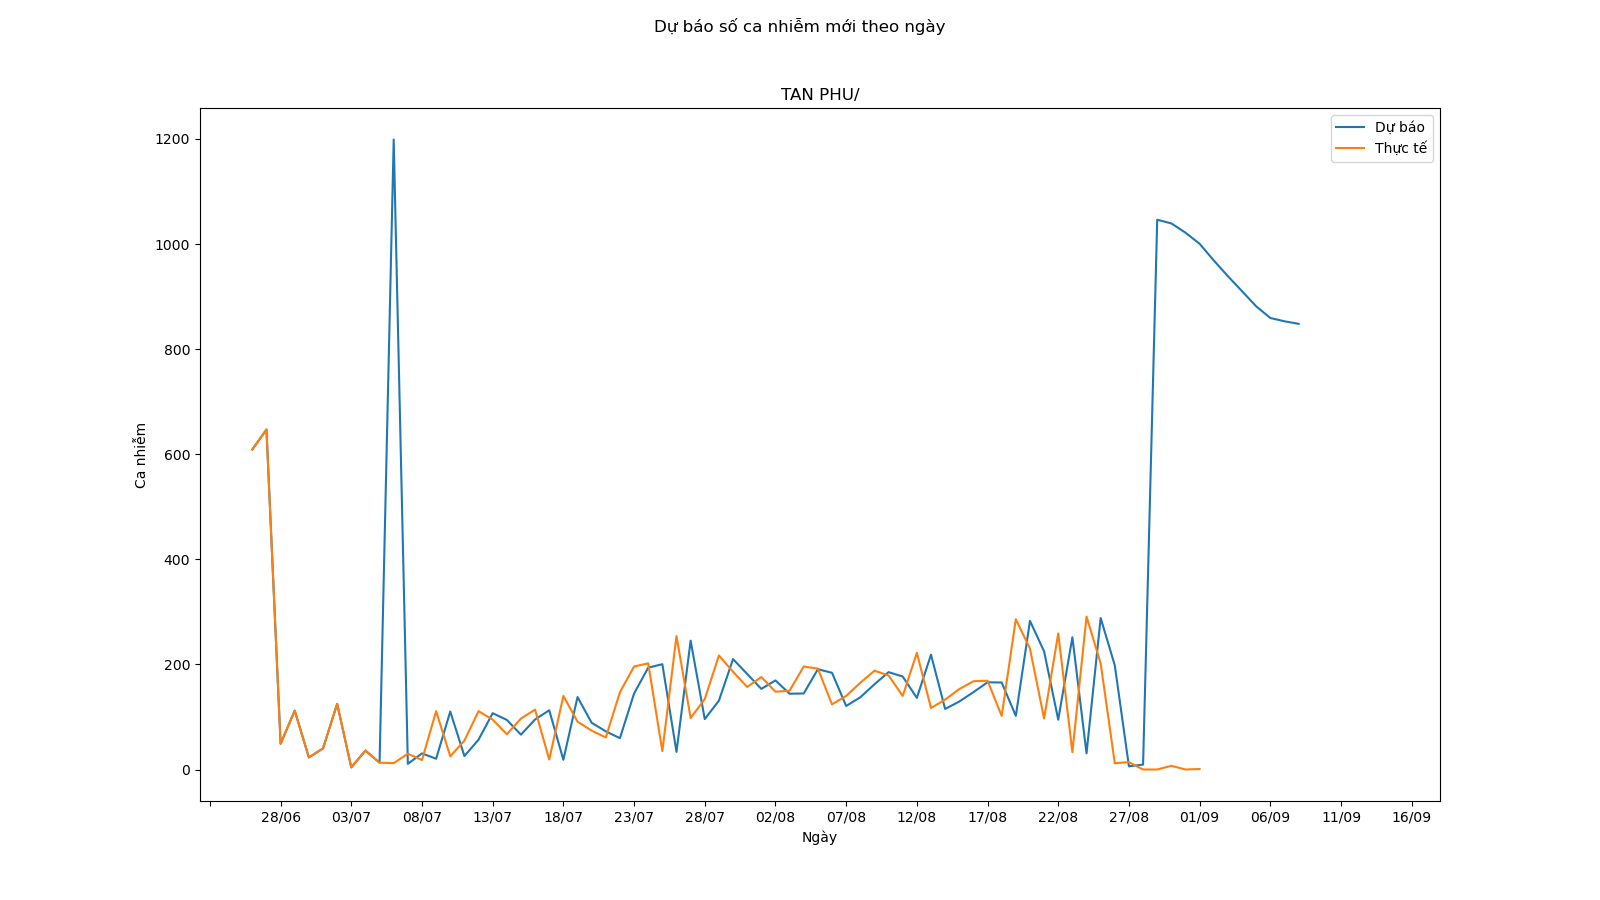 Dự báo số ca nhiễm mới theo ngày
TAN PHU/
Dự báo
Thực tế
Ca nhiễm
1200
1000
800
600
400
200
0
28/06 03/07 08/07 13/07 18/07 23/07 28/07 02/08 07/08 12/08 17/08 22/08 27/08 01/09 06/09 11/09 16/09
Ngày